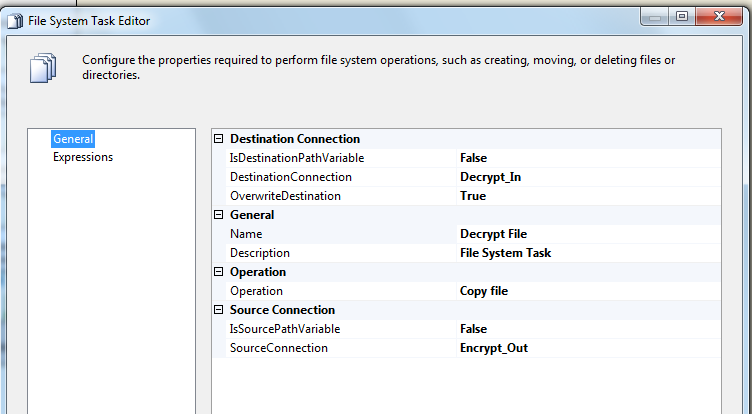 File System Task Editor
Configure the properties required to perform file system operations, such as creating, moving, or deleting files or
directories.
General
Expressions
Destination Connection
IsDestinationPathVariable False
DestinationConnection Decrypt_In
OverwriteDestination True
General
Name Decrypt File
Description File System Task
Operation
Operation Copy file
Source Connection
IsSourcePathVariable False
SourceConnection Encrypt_Out